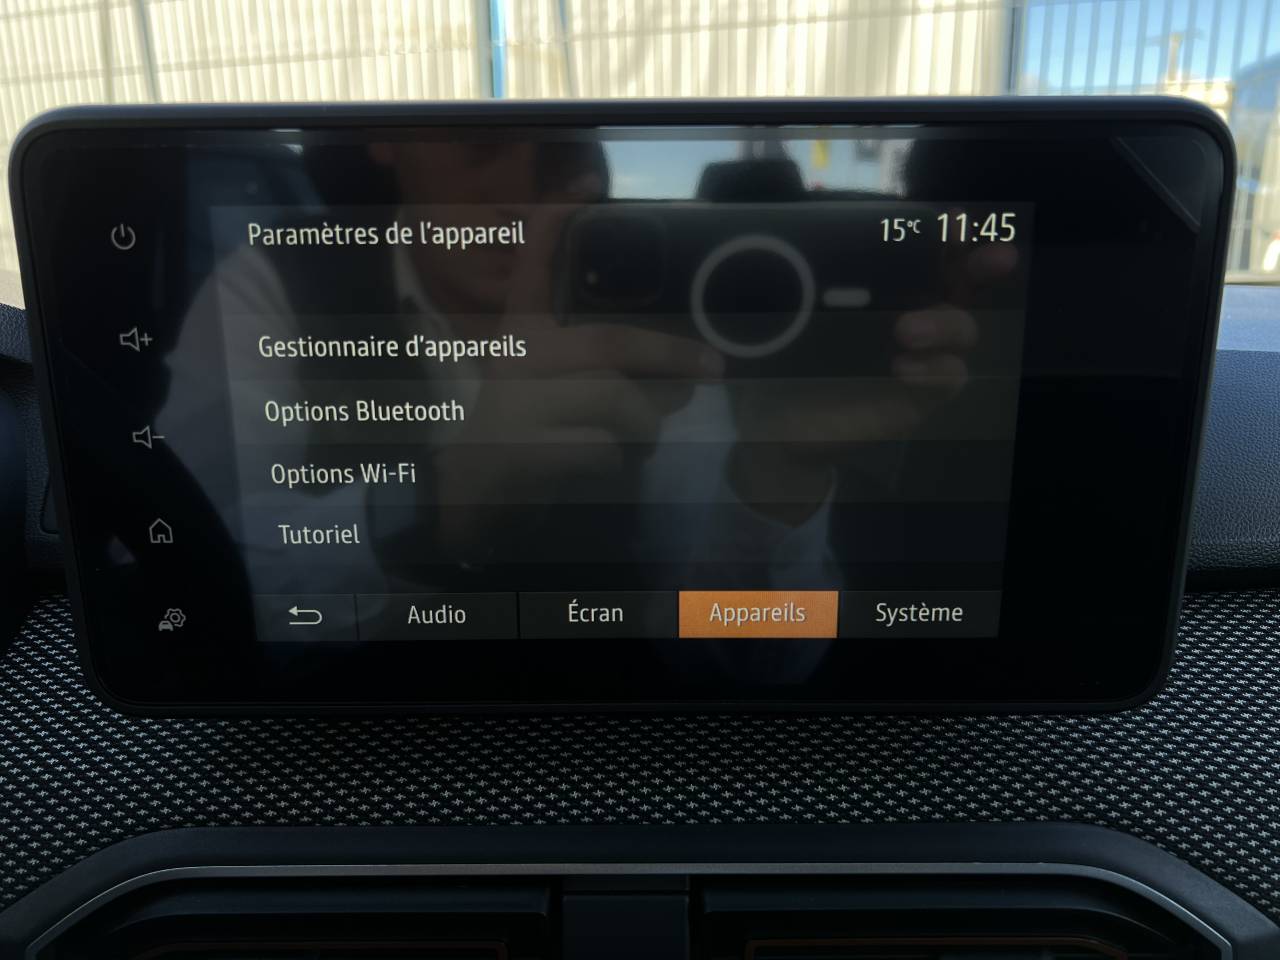 Paramètres de l'appareil
15°C 11:45
Gestionnaire d'appareils
Options Bluetooth
Options Wi-Fi
Tutoriel
Audio Écran Appareils Système